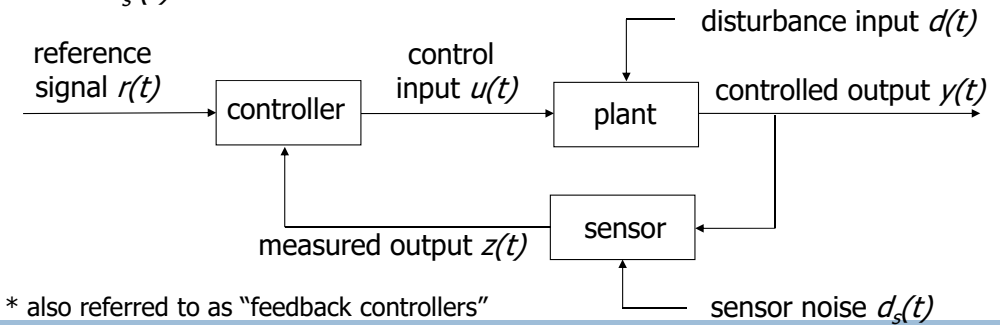 disturbance input d(t)
reference
signal r(t)
control
input u(t)
controller
plant
controlled output y(t)
sensor
measured output z(t)
* also referred to as “feedback controllers”
sensor noise dₛ(t)